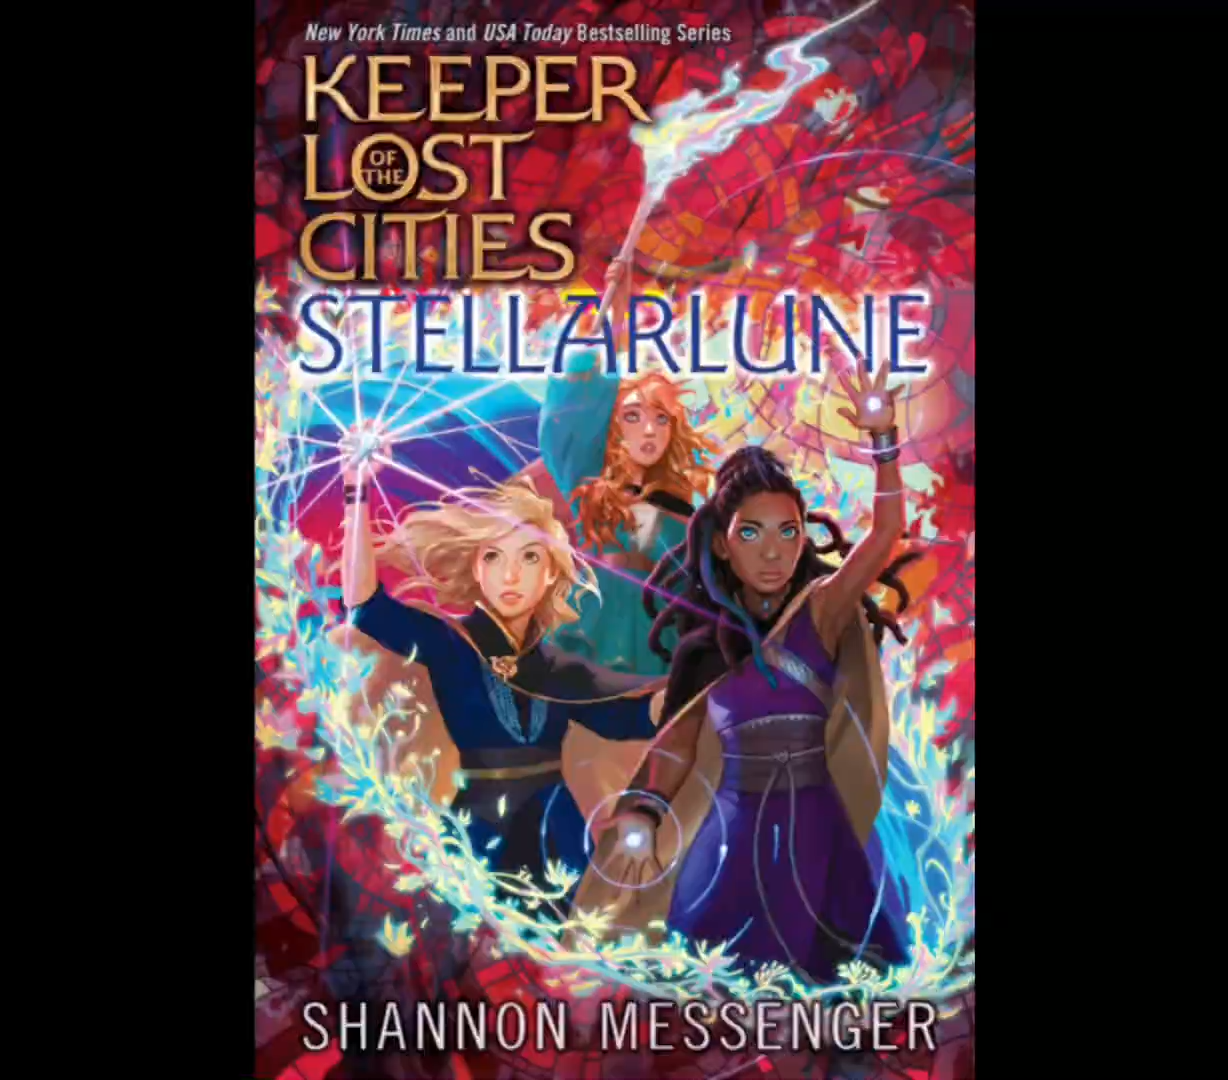 New York Times and USA Today Bestselling Series
KEEPER
OF THE
LOST
CITIES
STELLARLUNE
SHANNON MESSENGER